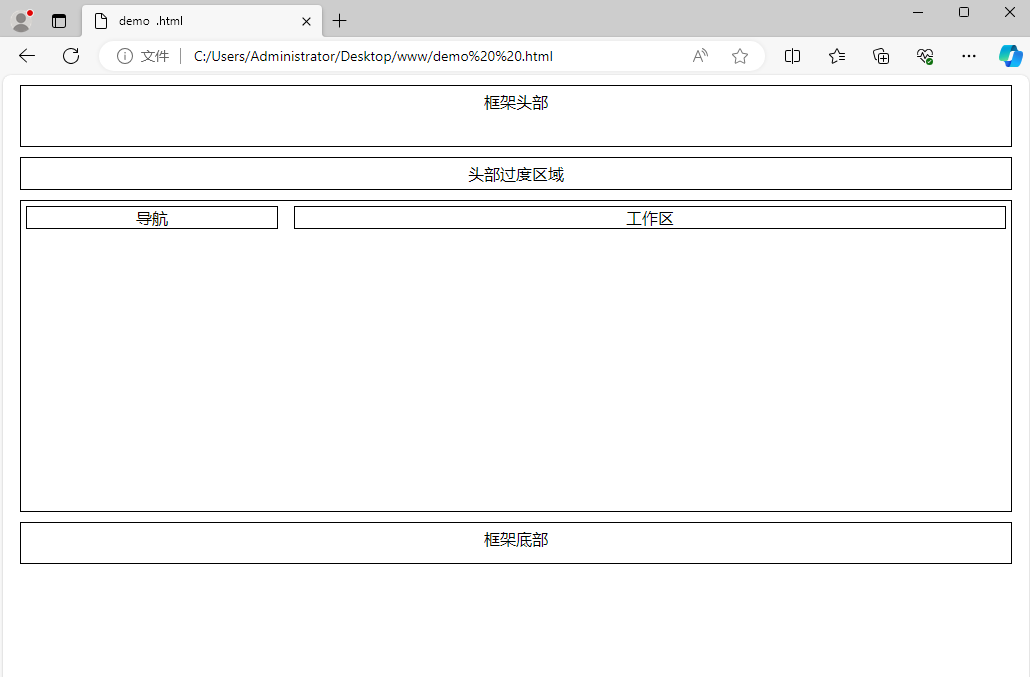 demo .html
文件
C:/Users/Administrator/Desktop/www/demo%20%20.html
框架头部
头部过度区域
导航
工作区
框架底部